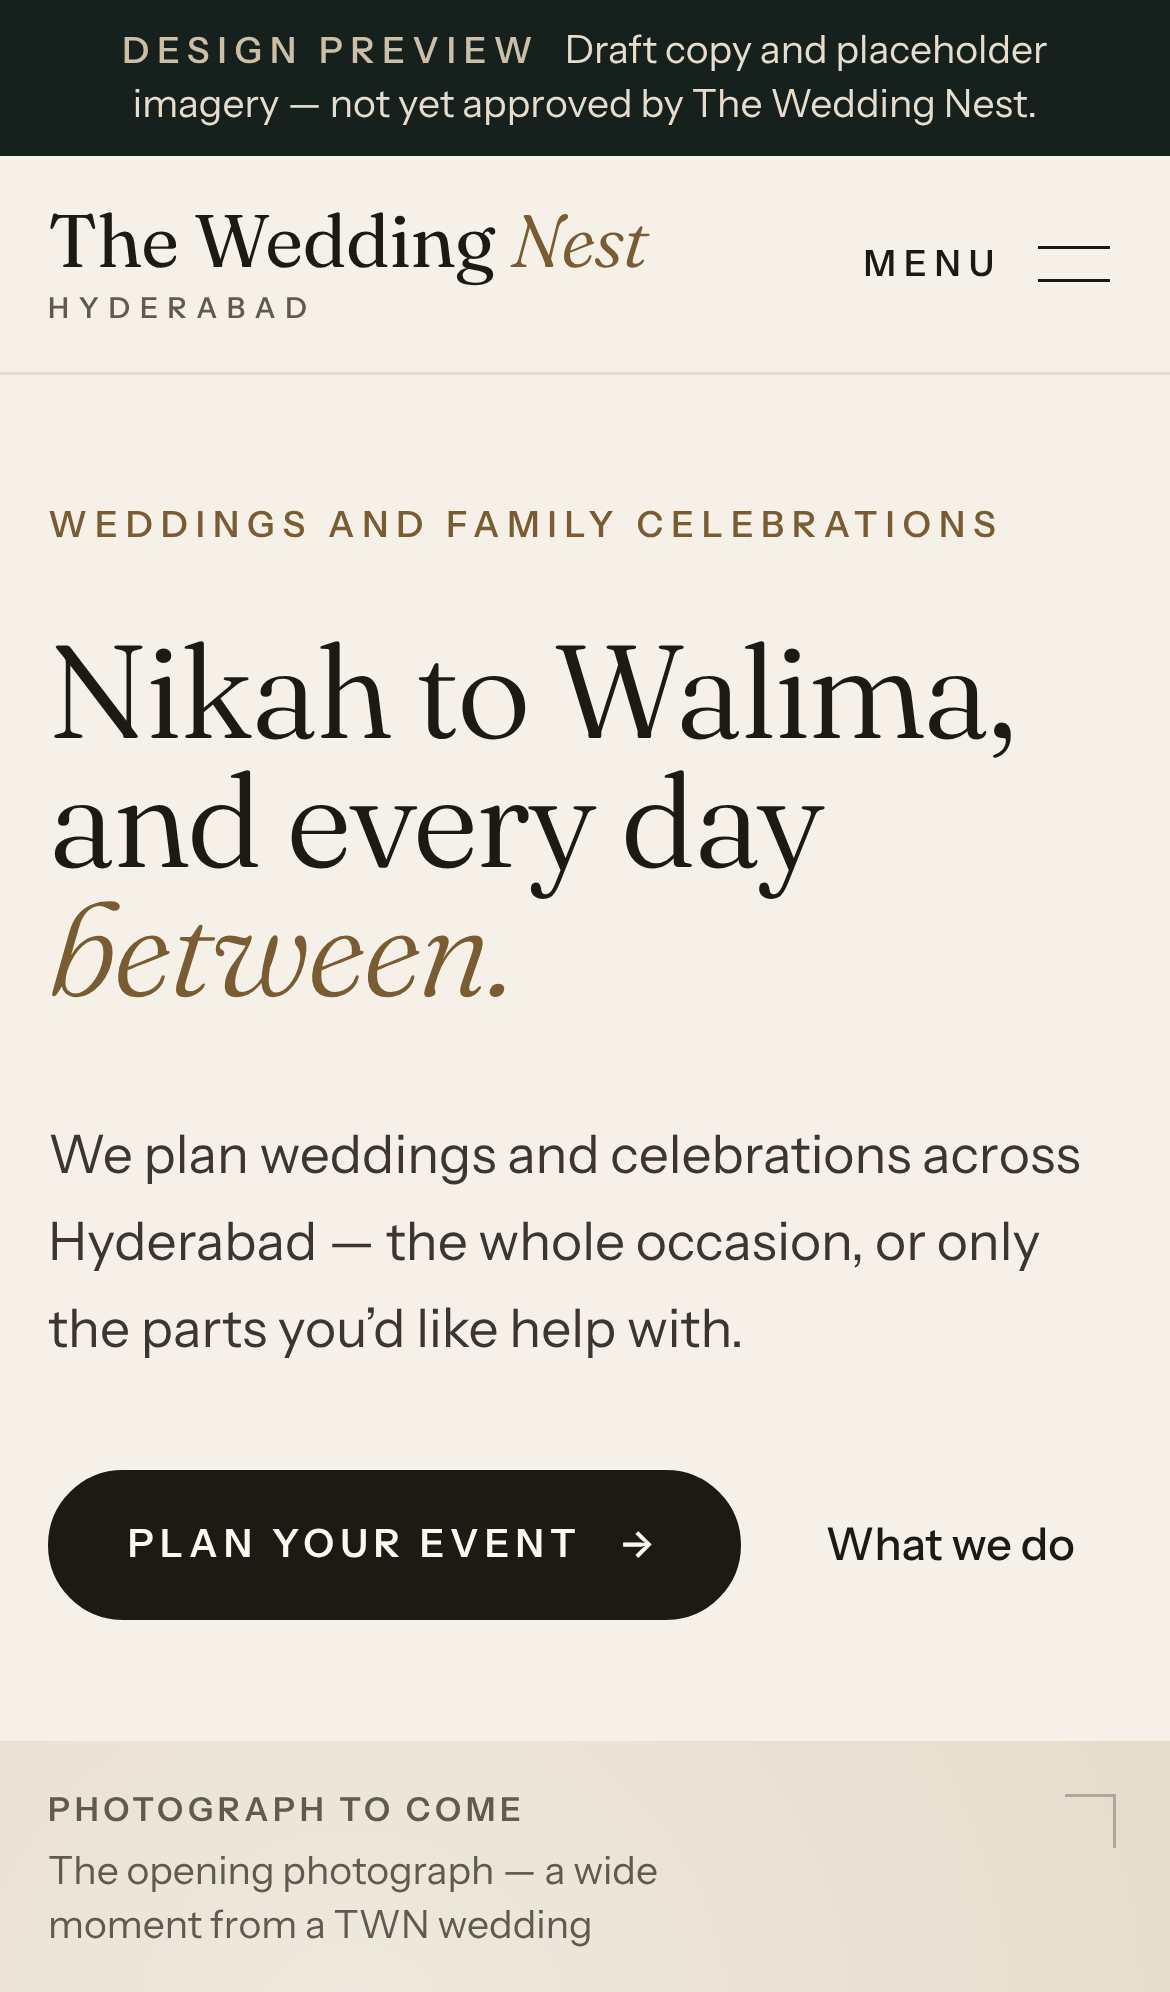 DESIGN PREVIEW Draft copy and placeholder
imagery — not yet approved by The Wedding Nest.
The Wedding Nest
HYDERABAD
MENU
WEDDINGS AND FAMILY CELEBRATIONS
Nikah to Walima,
and every day
between.
We plan weddings and celebrations across
Hyderabad — the whole occasion, or only
the parts you’d like help with.
PLAN YOUR EVENT →
What we do
PHOTOGRAPH TO COME
The opening photograph — a wide
moment from a TWN wedding